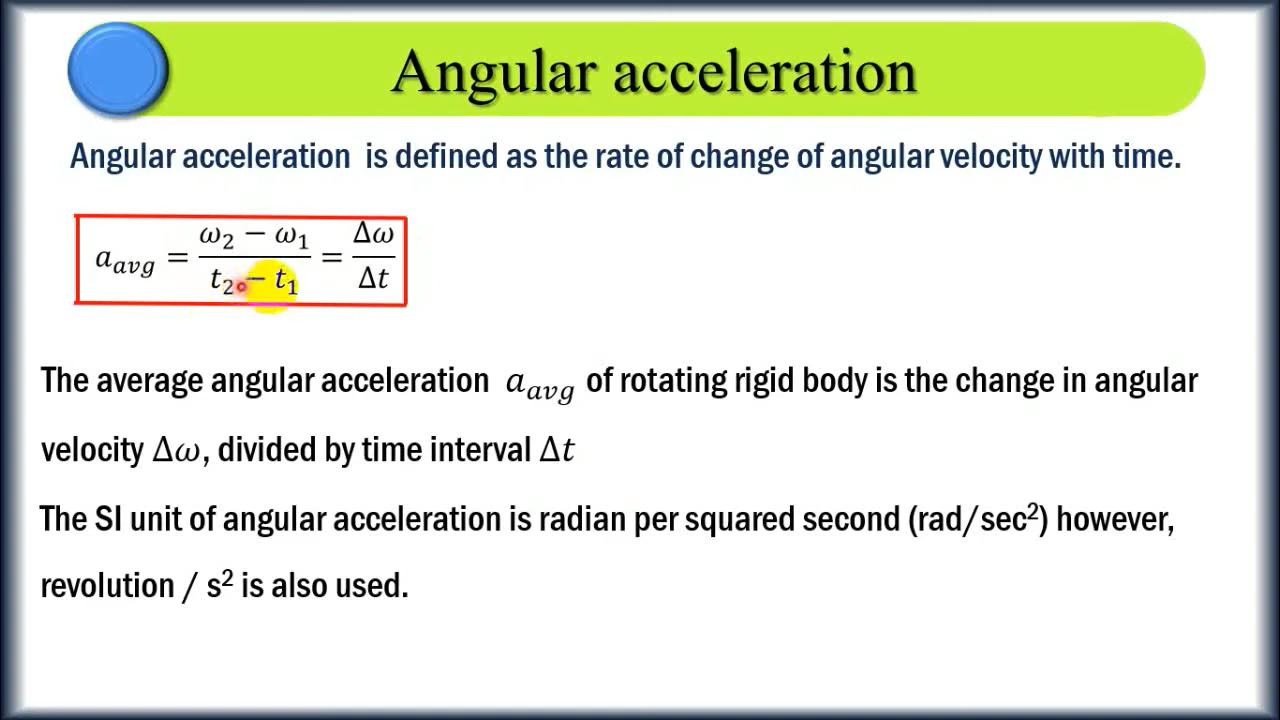 Angular acceleration
Angular acceleration is defined as the rate of change of angular velocity with time.
a_avg = (ω₂ − ω₁)/(t₂ − t₁) = Δω/Δt
The average angular acceleration a_avg of rotating rigid body is the change in angular
velocity Δω, divided by time interval Δt
The SI unit of angular acceleration is radian per squared second (rad/sec²) however,
revolution / s² is also used.